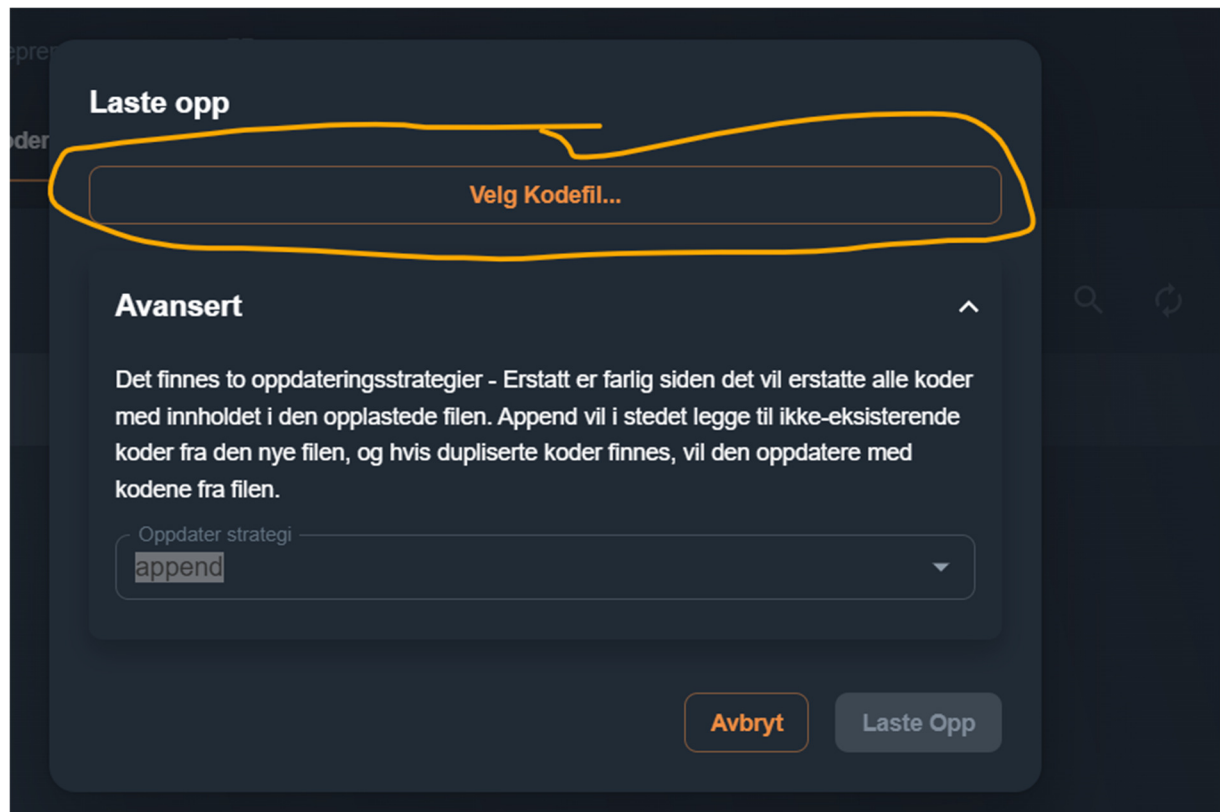 Laste opp
Velg Kodefil...
Avansert
Det finnes to oppdateringsstrategier - Erstatt er farlig siden det vil erstatte alle koder
med innholdet i den opplastede filen. Append vil i stedet legge til ikke-eksisterende
koder fra den nye filen, og hvis dupliserte koder finnes, vil den oppdatere med
kodene fra filen.
Oppdater strategi
append
Avbryt
Laste Opp